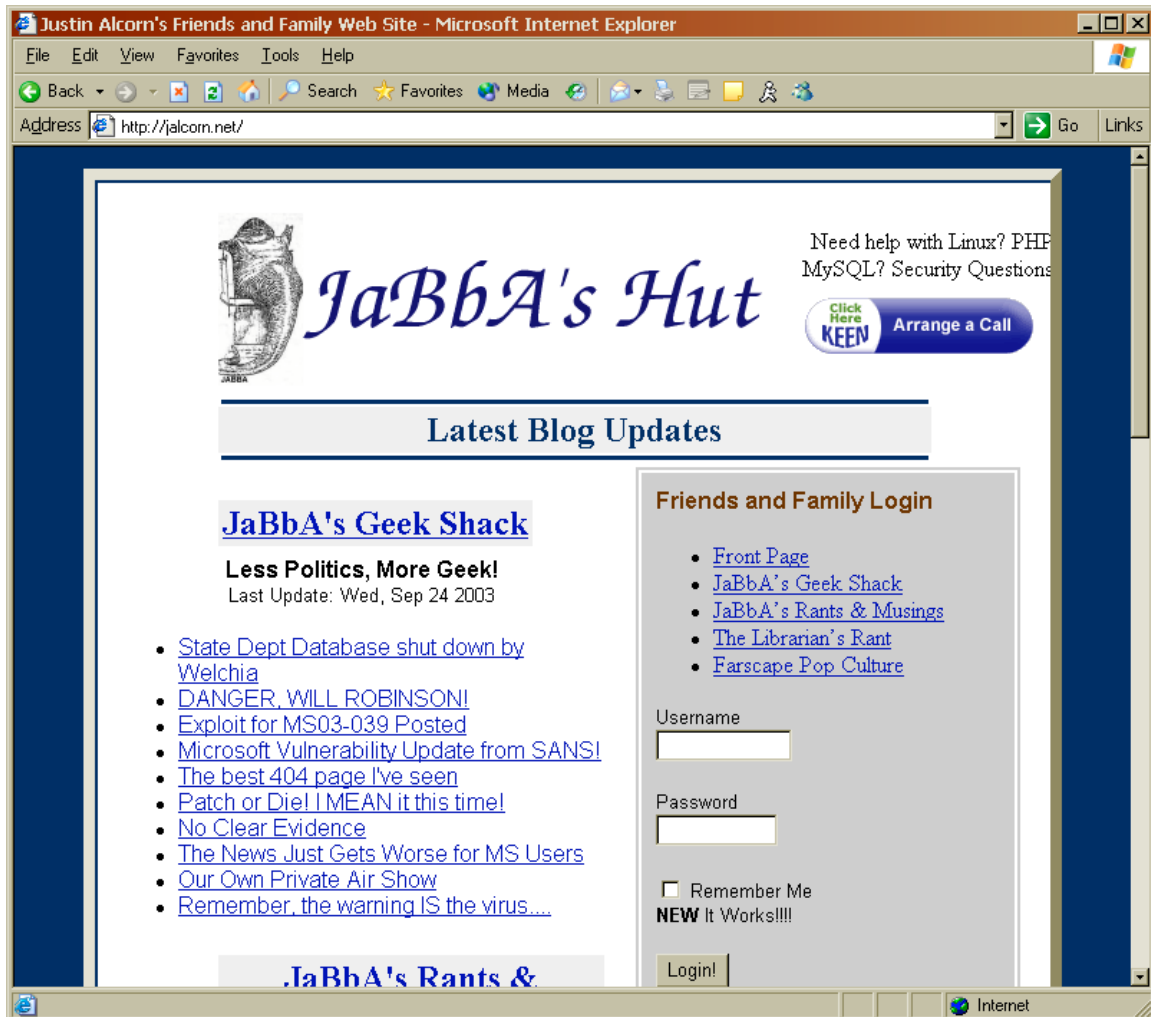 Justin Alcorn's Friends and Family Web Site - Microsoft Internet Explorer
File Edit View Favorites Tools Help
Back Search Favorites Media
Address http://jalcorn.net/ Go Links
JABBA
JaBbA's Hut
Need help with Linux? PHP
MySQL? Security Questions
Click Here KEEN Arrange a Call
Latest Blog Updates
JaBbA's Geek Shack
Less Politics, More Geek!
Last Update: Wed, Sep 24 2003
State Dept Database shut down by
Welchia
DANGER, WILL ROBINSON!
Exploit for MS03-039 Posted
Microsoft Vulnerability Update from SANS!
The best 404 page I've seen
Patch or Die! I MEAN it this time!
No Clear Evidence
The News Just Gets Worse for MS Users
Our Own Private Air Show
Remember, the warning IS the virus....
JaBbA's Rants &
Friends and Family Login
Front Page
JaBbA's Geek Shack
JaBbA's Rants & Musings
The Librarian's Rant
Farscape Pop Culture
Username
Password
Remember Me
NEW It Works!!!!
Login!
Internet